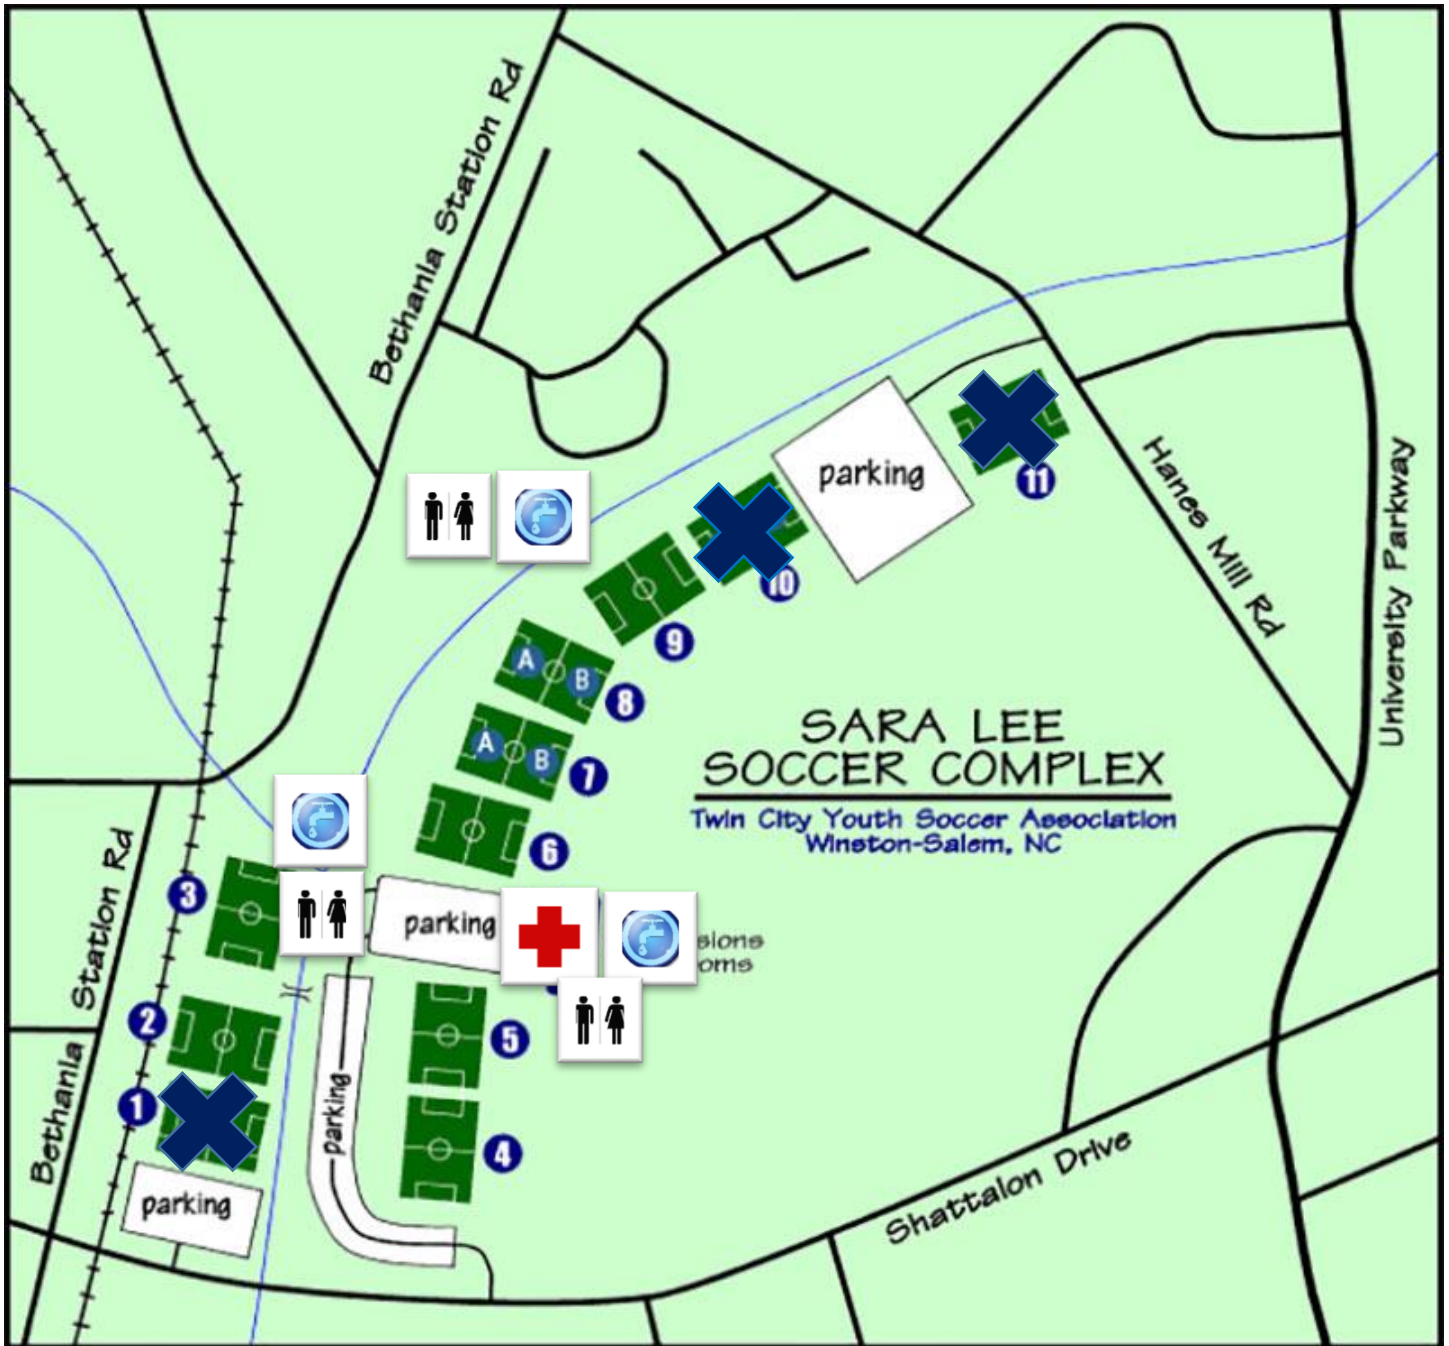 Bethania Station Rd
parking
11
Hanes Mill Rd
University Parkway
10
9
A
B
8
A
B
7
6
SARA LEE
SOCCER COMPLEX
Twin City Youth Soccer Association
Winston-Salem, NC
3
parking
2
5
1
parking
4
parking
Bethania Station Rd
Shattalon Drive